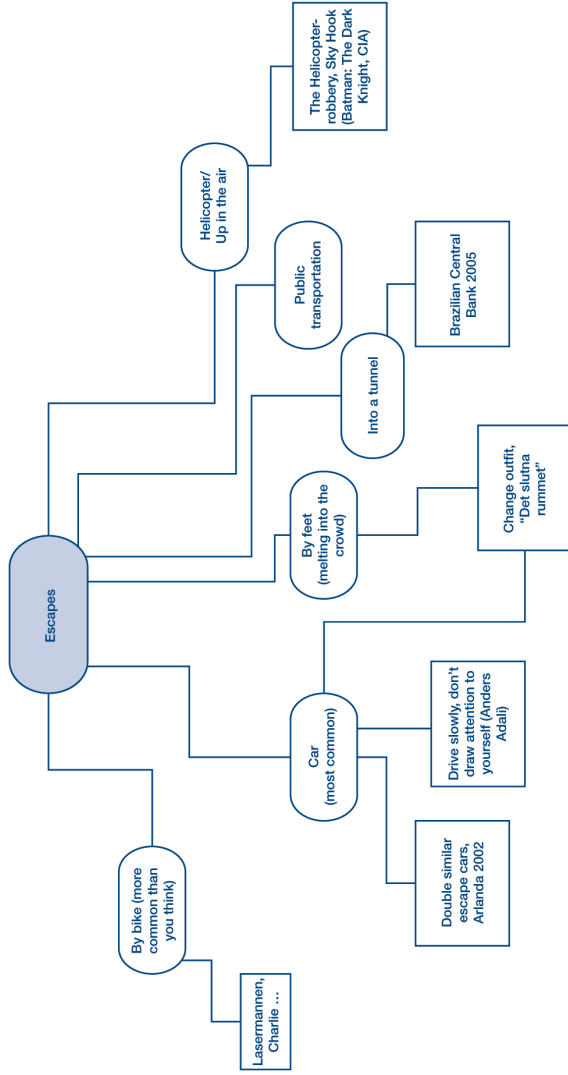 Escapes
By bike (more
common than
you think)
Lasermannen,
Charlie ...
Car
(most common)
Double similar
escape cars,
Arlanda 2002
Drive slowly, don't
draw attention to
yourself (Anders
Adali)
By feet
(melting into the
crowd)
Change outfit,
“Det slutna
rummet”
Into a tunnel
Brazilian Central
Bank 2005
Public
transportation
Helicopter/
Up in the air
The Helicopter-
robbery, Sky Hook
(Batman: The Dark
Knight, CIA)